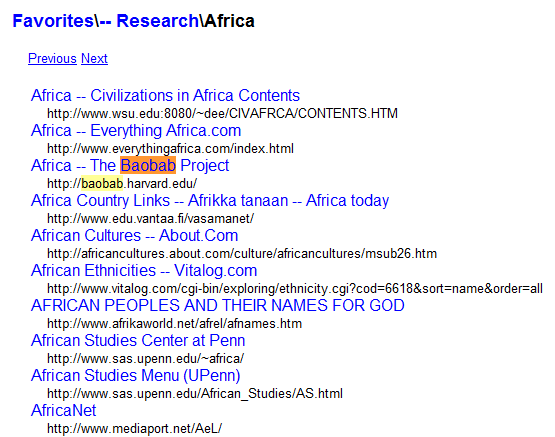 Favorites\-- Research\Africa
Previous Next
Africa -- Civilizations in Africa Contents
http://www.wsu.edu:8080/~dee/CIVAFRCA/CONTENTS.HTM
Africa -- Everything Africa.com
http://www.everythingafrica.com/index.html
Africa -- The Baobab Project
http://baobab.harvard.edu/
Africa Country Links -- Afrikka tanaan -- Africa today
http://www.edu.vantaa.fi/vasamanet/
African Cultures -- About.Com
http://africancultures.about.com/culture/africancultures/msub26.htm
African Ethnicities -- Vitalog.com
http://www.vitalog.com/cgi-bin/exploring/ethnicity.cgi?cod=6618&sort=name&order=all
AFRICAN PEOPLES AND THEIR NAMES FOR GOD
http://www.afrikaworld.net/afrel/afnames.htm
African Studies Center at Penn
http://www.sas.upenn.edu/~africa/
African Studies Menu (UPenn)
http://www.sas.upenn.edu/African_Studies/AS.html
AfricaNet
http://www.mediaport.net/AeL/